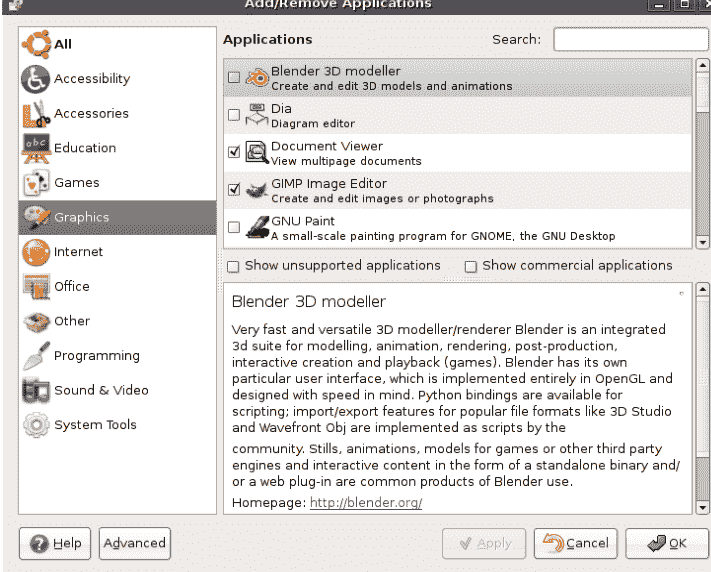 Add/Remove Applications
All
Accessibility
Accessories
Education
Games
Graphics
Internet
Office
Other
Programming
Sound & Video
System Tools
Applications
Search:
Blender 3D modeller
Create and edit 3D models and animations
Dia
Diagram editor
Document Viewer
View multipage documents
GIMP Image Editor
Create and edit images or photographs
GNU Paint
A small-scale painting program for GNOME, the GNU Desktop
Show unsupported applications
Show commercial applications
Blender 3D modeller
Very fast and versatile 3D modeller/renderer Blender is an integrated
3d suite for modelling, animation, rendering, post-production,
interactive creation and playback (games). Blender has its own
particular user interface, which is implemented entirely in OpenGL and
designed with speed in mind. Python bindings are available for
scripting; import/export features for popular file formats like 3D Studio
and Wavefront Obj are implemented as scripts by the
community. Stills, animations, models for games or other third party
engines and interactive content in the form of a standalone binary and/
or a web plug-in are common products of Blender use.
Homepage: http://blender.org/
Help
Advanced
Apply
Cancel
OK